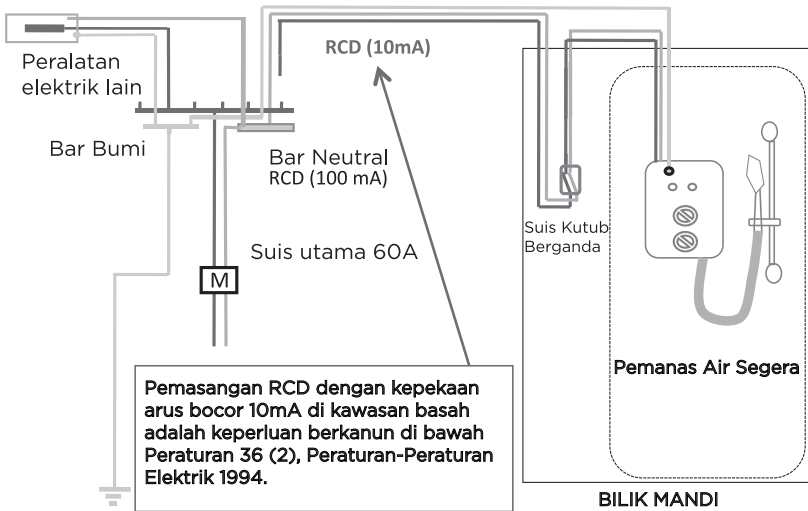 RCD (10mA)
Peralatan
elektrik lain
Bar Bumi
Bar Neutral
RCD (100 mA)
Suis Kutub
Berganda
Suis utama 60A
M
Pemanas Air Segera
Pemasangan RCD dengan kepekaan
arus bocor 10mA di kawasan basah
adalah keperluan berkanun di bawah
Peraturan 36 (2), Peraturan-Peraturan
Elektrik 1994.
BILIK MANDI